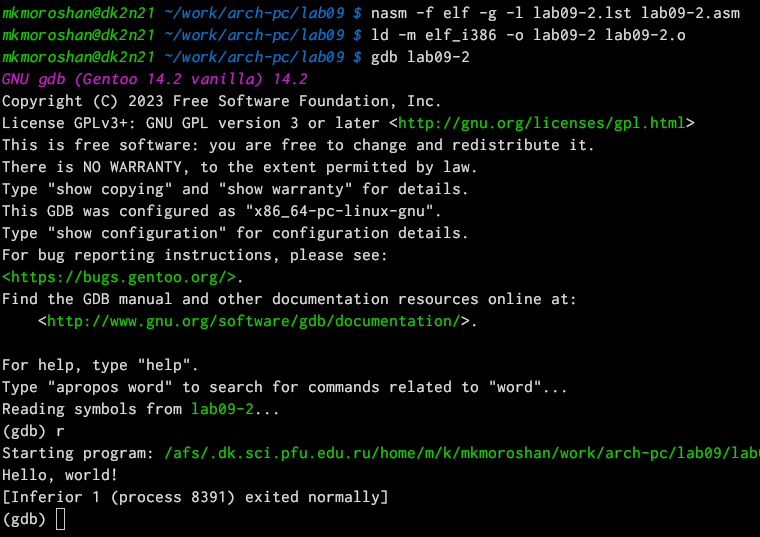 mkmoroshan@dk2n21 ~/work/arch-pc/lab09 $ nasm -f elf -g -l lab09-2.lst lab09-2.asm
mkmoroshan@dk2n21 ~/work/arch-pc/lab09 $ ld -m elf_i386 -o lab09-2 lab09-2.o
mkmoroshan@dk2n21 ~/work/arch-pc/lab09 $ gdb lab09-2
GNU gdb (Gentoo 14.2 vanilla) 14.2
Copyright (C) 2023 Free Software Foundation, Inc.
License GPLv3+: GNU GPL version 3 or later <http://gnu.org/licenses/gpl.html>
This is free software: you are free to change and redistribute it.
There is NO WARRANTY, to the extent permitted by law.
Type "show copying" and "show warranty" for details.
This GDB was configured as "x86_64-pc-linux-gnu".
Type "show configuration" for configuration details.
For bug reporting instructions, please see:
<https://bugs.gentoo.org/>.
Find the GDB manual and other documentation resources online at:
    <http://www.gnu.org/software/gdb/documentation/>.

For help, type "help".
Type "apropos word" to search for commands related to "word"...
Reading symbols from lab09-2...
(gdb) r
Starting program: /afs/.dk.sci.pfu.edu.ru/home/m/k/mkmoroshan/work/arch-pc/lab09/lab
Hello, world!
[Inferior 1 (process 8391) exited normally]
(gdb)